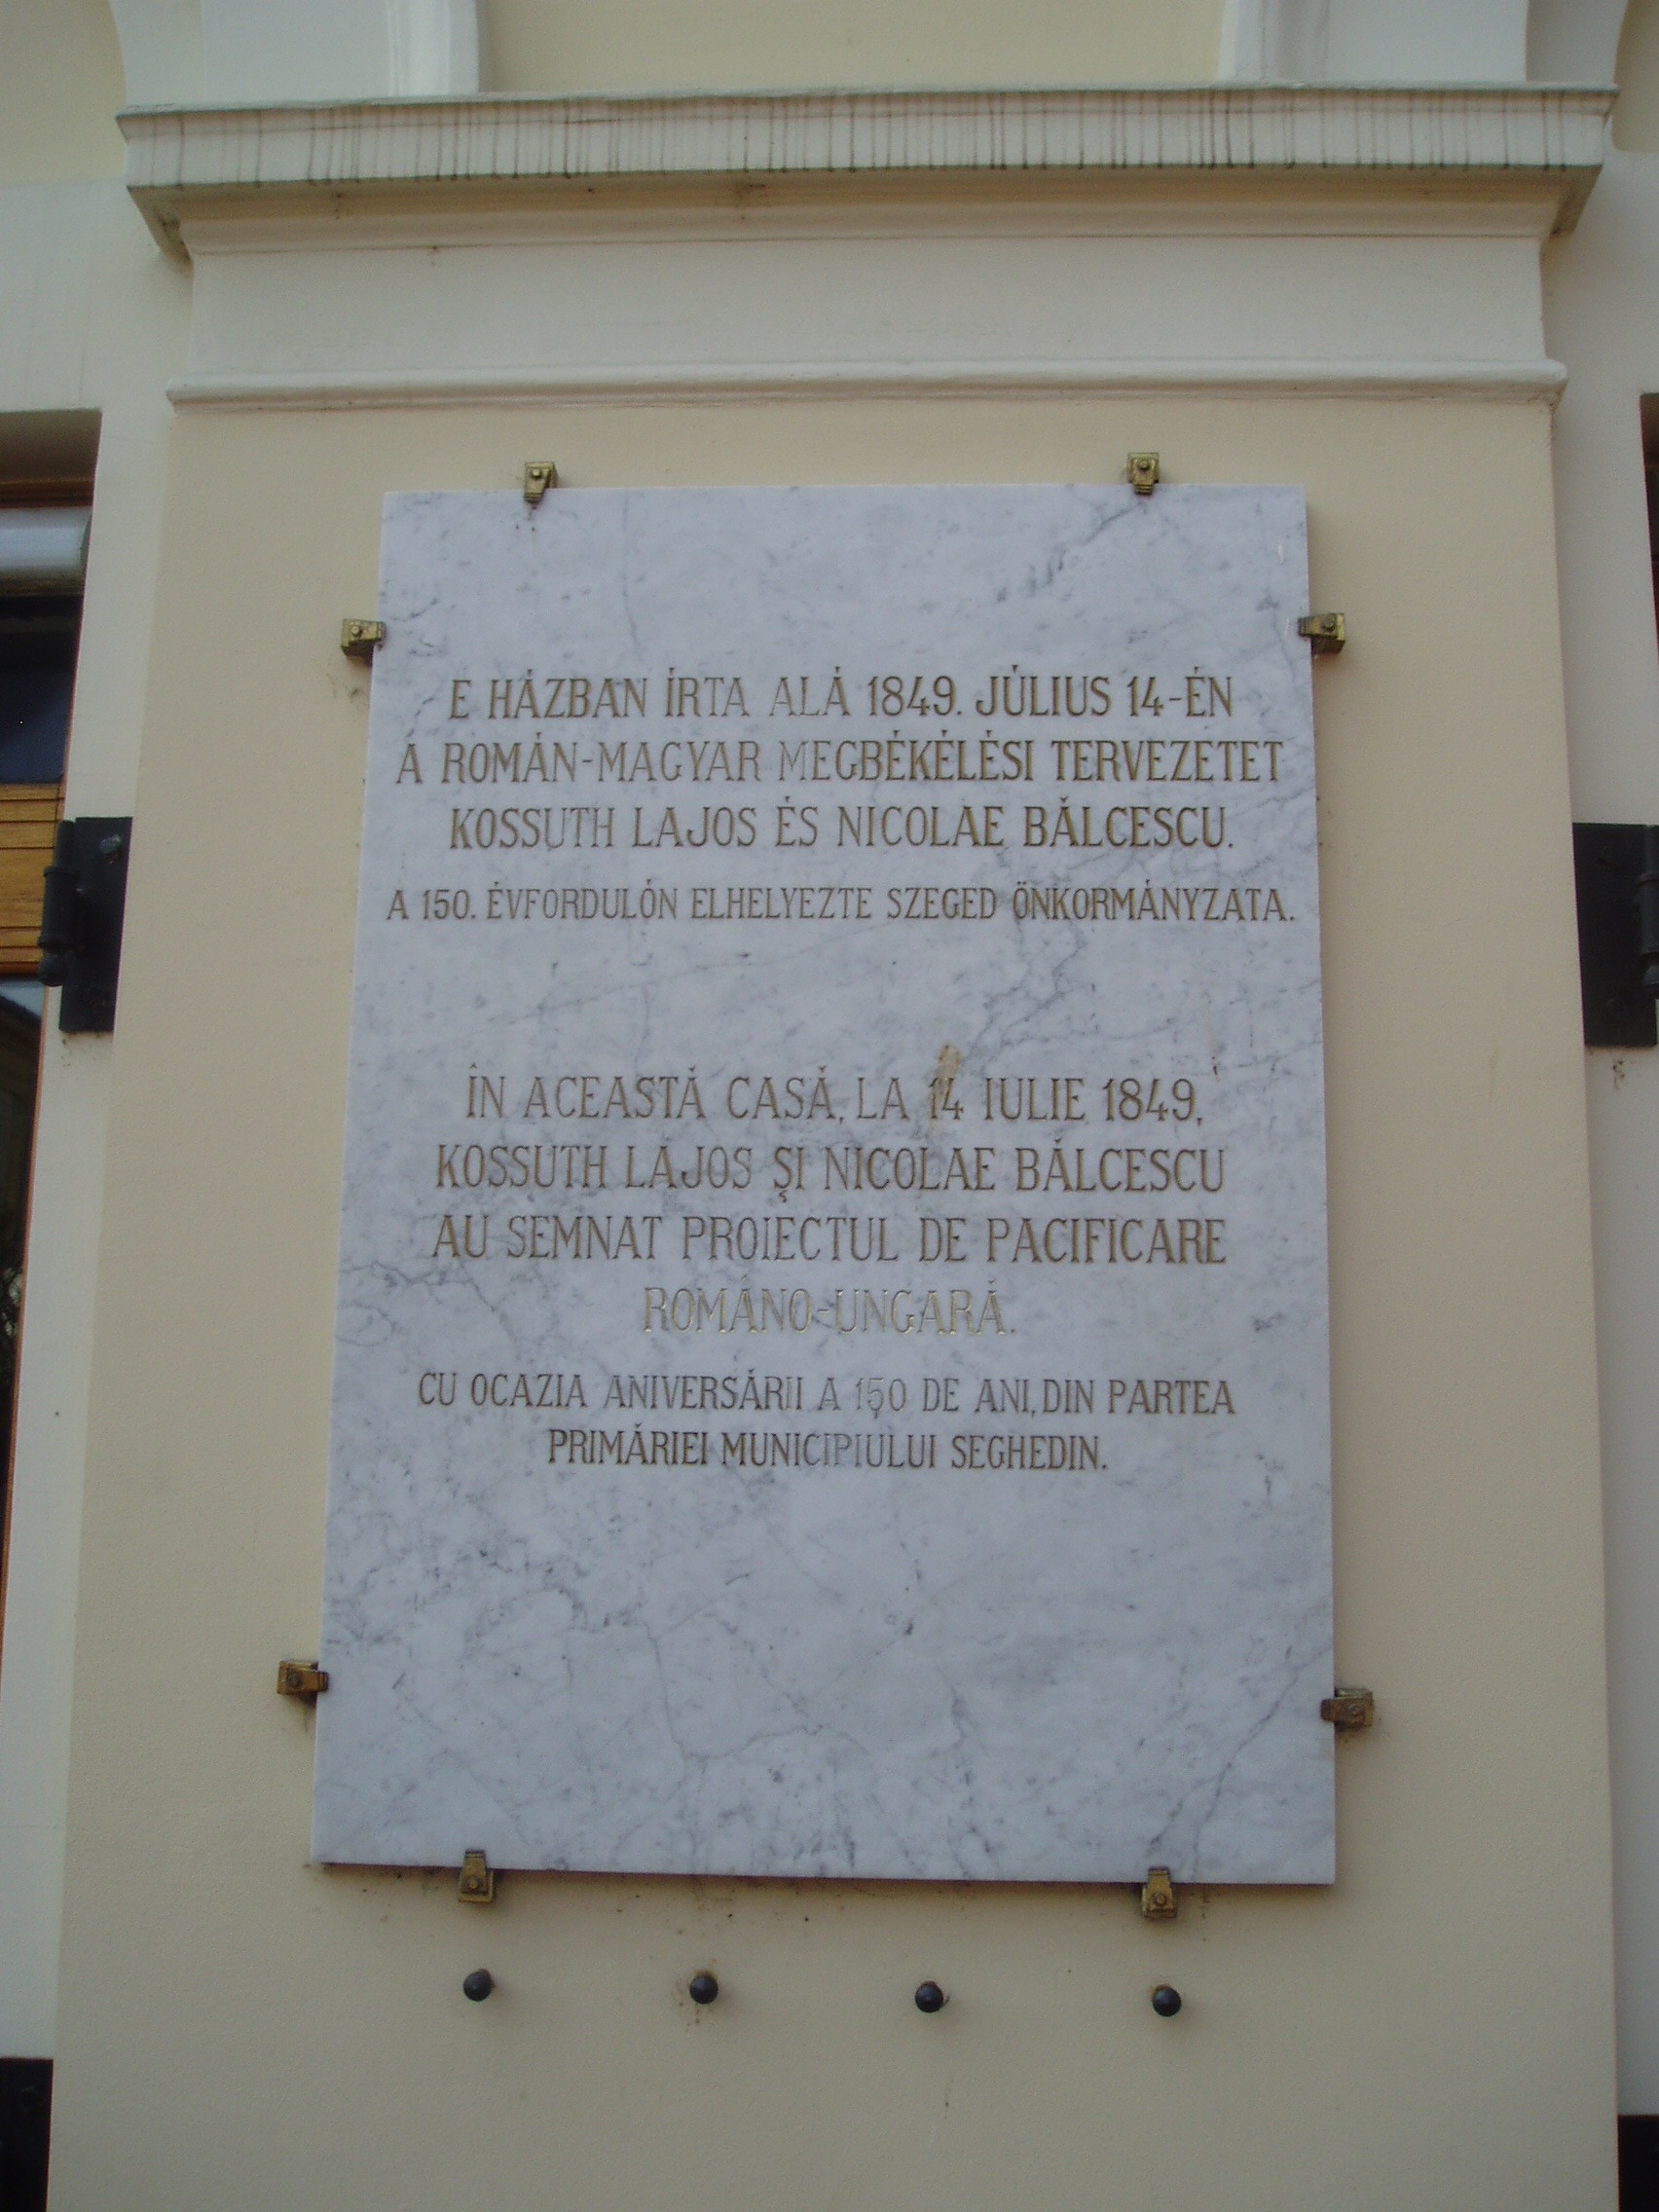 E HÁZBAN ÍRTA ALÁ 1849. JÚLIUS 14-ÉN
A ROMÁN-MAGYAR MEGBÉKÉLÉSI TERVEZETET
KOSSUTH LAJOS ÉS NICOLAE BĂLCESCU.
A 150. ÉVFORDULÓN ELHELYEZTE SZEGED ÖNKORMÁNYZATA.
ÎN ACEASTĂ CASĂ, LA 14 IULIE 1849,
KOSSUTH LAJOS ŞI NICOLAE BĂLCESCU
AU SEMNAT PROIECTUL DE PACIFICARE
ROMÂNO-UNGARĂ.
CU OCAZIA ANIVERSĂRII A 150 DE ANI, DIN PARTEA
PRIMĂRIEI MUNICIPIULUI SEGHEDIN.